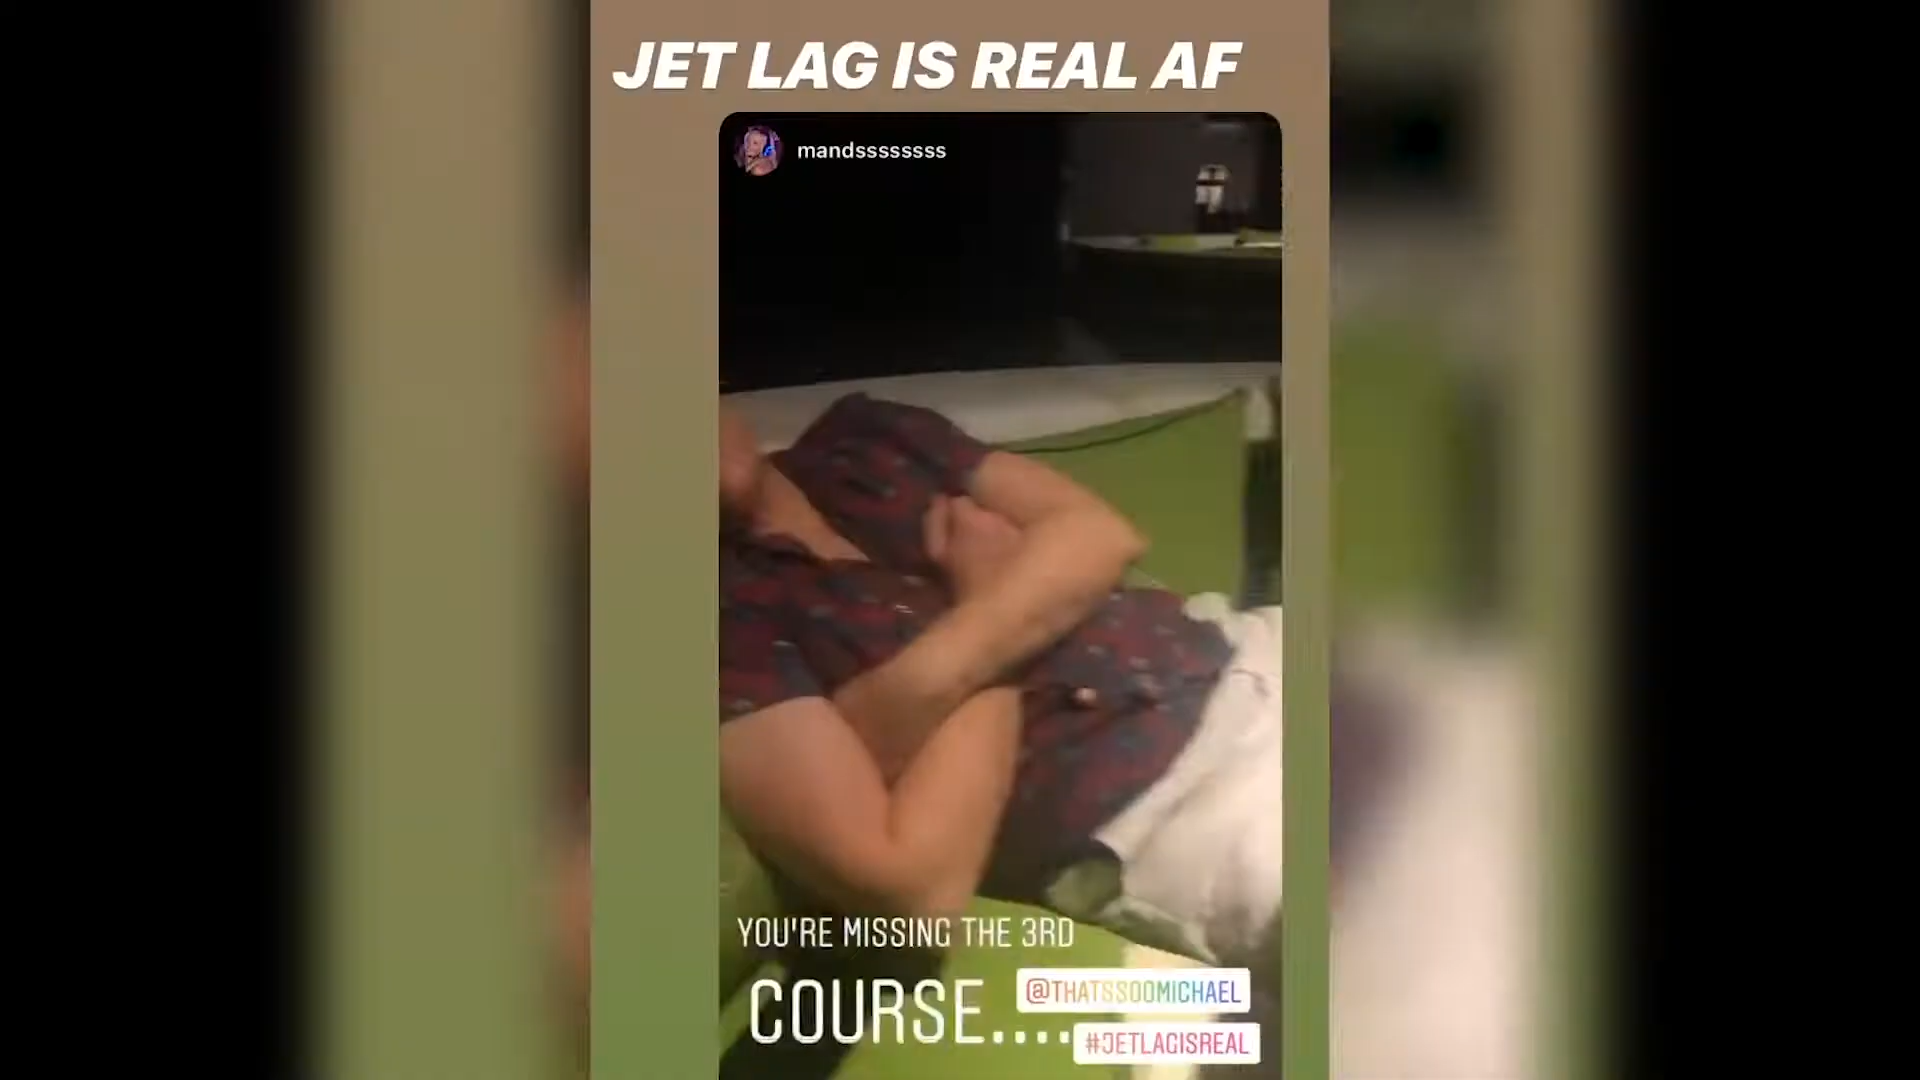 JET LAG IS REAL AF
mandsssssssss
YOU'RE MISSING THE 3RD
COURSE....
@THATSSOOMICHAEL
#JETLAGISREAL